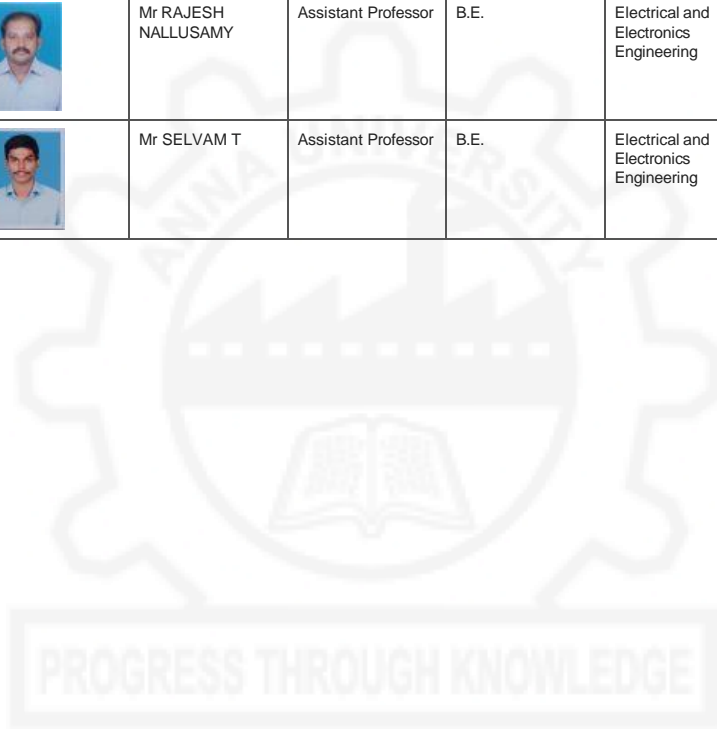 Mr RAJESH Assistant Professor B.E. Electrical and
NALLUSAMY Electronics
Engineering
Mr SELVAM T Assistant Professor B.E. Electrical and
Electronics
Engineering
ANNA UNIVERSITY
PROGRESS THROUGH KNOWLEDGE